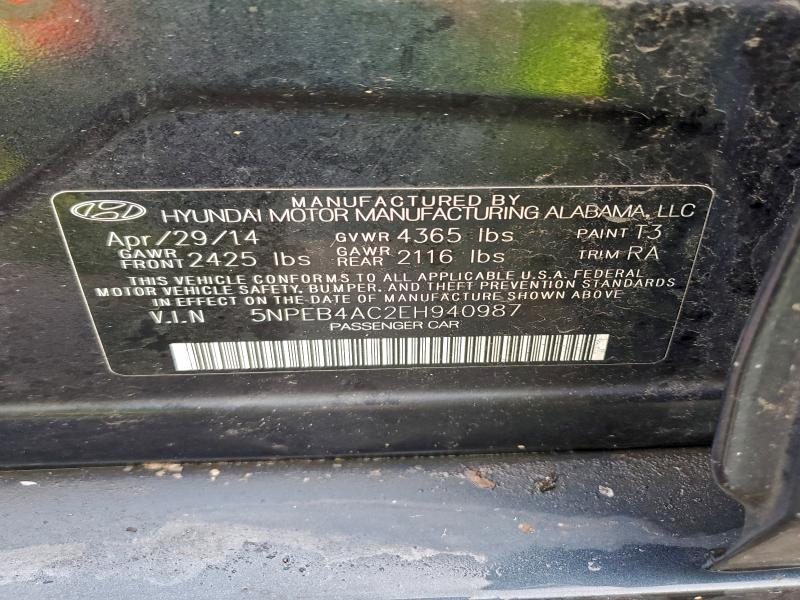 MANUFACTURED BY
HYUNDAI MOTOR MANUFACTURING ALABAMA, LLC
Apr/29/14 GVWR 4365 lbs PAINT T3
GAWR FRONT 2425 lbs GAWR REAR 2116 lbs TRIM RA
THIS VEHICLE CONFORMS TO ALL APPLICABLE U.S.A. FEDERAL
MOTOR VEHICLE SAFETY, BUMPER, AND THEFT PREVENTION STANDARDS
IN EFFECT ON THE DATE OF MANUFACTURE SHOWN ABOVE
V.I.N 5NPEB4AC2EH940987
PASSENGER CAR